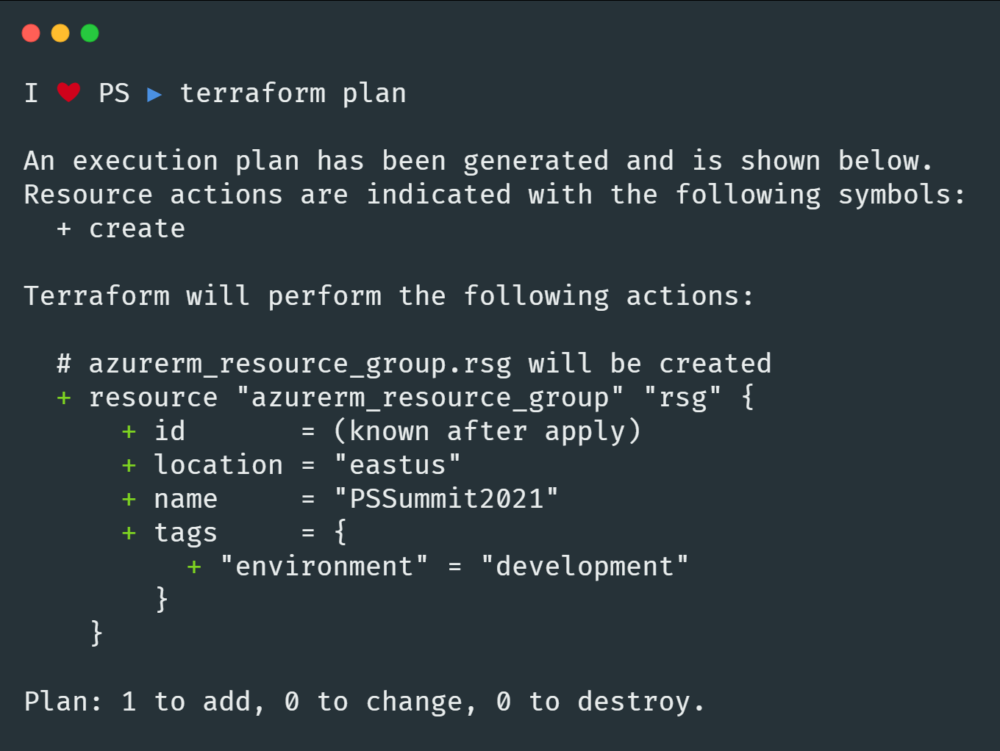 I ❤ PS ▶ terraform plan
An execution plan has been generated and is shown below.
Resource actions are indicated with the following symbols:
  + create
Terraform will perform the following actions:
  # azurerm_resource_group.rsg will be created
  + resource "azurerm_resource_group" "rsg" {
      + id       = (known after apply)
      + location = "eastus"
      + name     = "PSSummit2021"
      + tags     = {
          + "environment" = "development"
        }
    }
Plan: 1 to add, 0 to change, 0 to destroy.